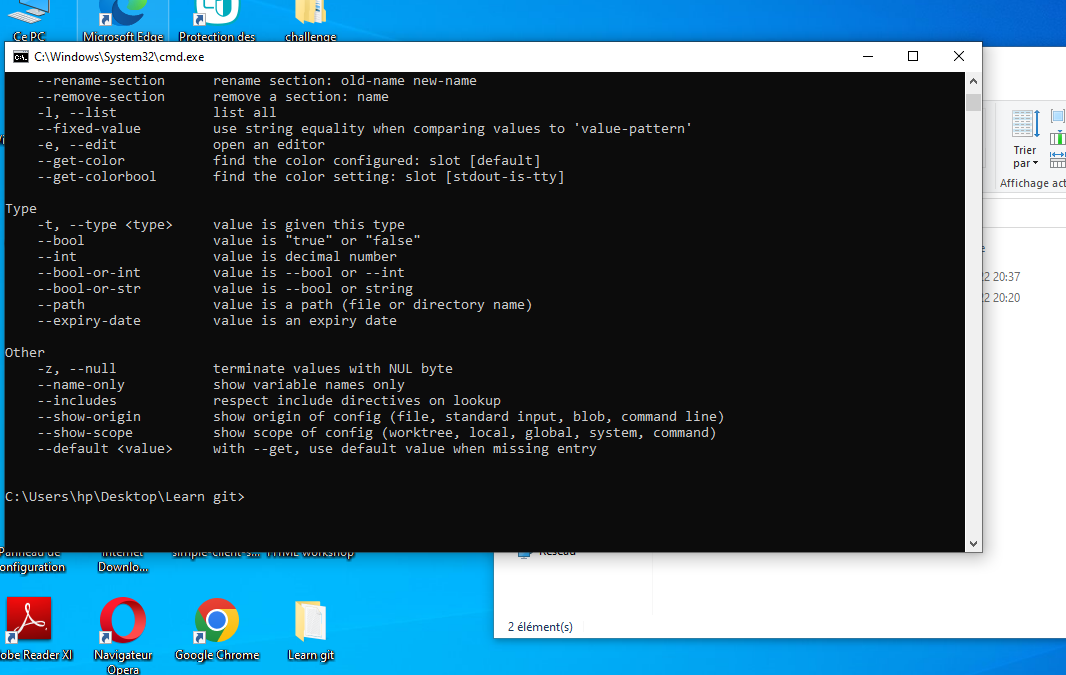 Ce PC
Microsoft Edge
Protection des
challenge
C:\Windows\System32\cmd.exe
--rename-section rename section: old-name new-name
--remove-section remove a section: name
-l, --list list all
--fixed-value use string equality when comparing values to 'value-pattern'
-e, --edit open an editor
--get-color find the color configured: slot [default]
--get-colorbool find the color setting: slot [stdout-is-tty]
Type
-t, --type <type> value is given this type
--bool value is "true" or "false"
--int value is decimal number
--bool-or-int value is --bool or --int
--bool-or-str value is --bool or string
--path value is a path (file or directory name)
--expiry-date value is an expiry date
Other
-z, --null terminate values with NUL byte
--name-only show variable names only
--includes respect include directives on lookup
--show-origin show origin of config (file, standard input, blob, command line)
--show-scope show scope of config (worktree, local, global, system, command)
--default <value> with --get, use default value when missing entry
C:\Users\hp\Desktop\Learn git>
Trier
par
Affichage act
22 20:37
22 20:20
Réseau
2 élément(s)
Panneau de
onfiguration
Internet
Downlo...
simple-client-s...
HTML workshop
obe Reader XI
Navigateur
Opera
Google Chrome
Learn git